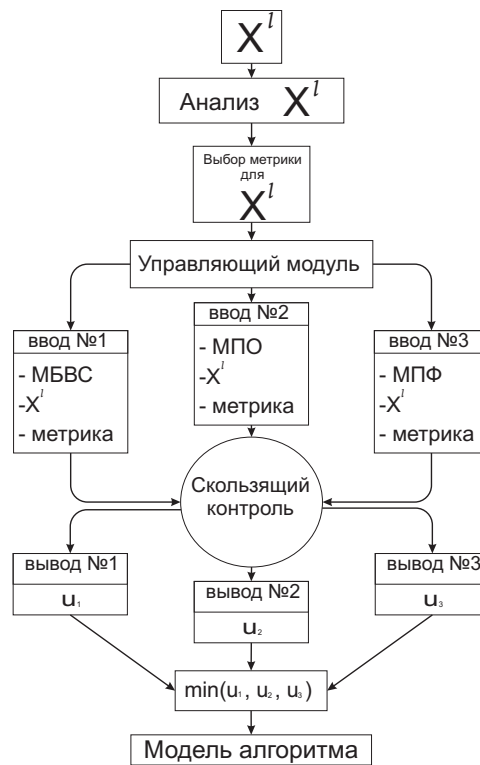 X^l
Анализ X^l
Выбор метрики
для
X^l
Управляющий модуль
ввод №1
- МБВС
-X^l
- метрика
ввод №2
- МПО
-X^l
- метрика
ввод №3
- МПФ
-X^l
- метрика
Скользящий
контроль
вывод №1
u₁
вывод №2
u₂
вывод №3
u₃
min(u₁, u₂, u₃)
Модель алгоритма